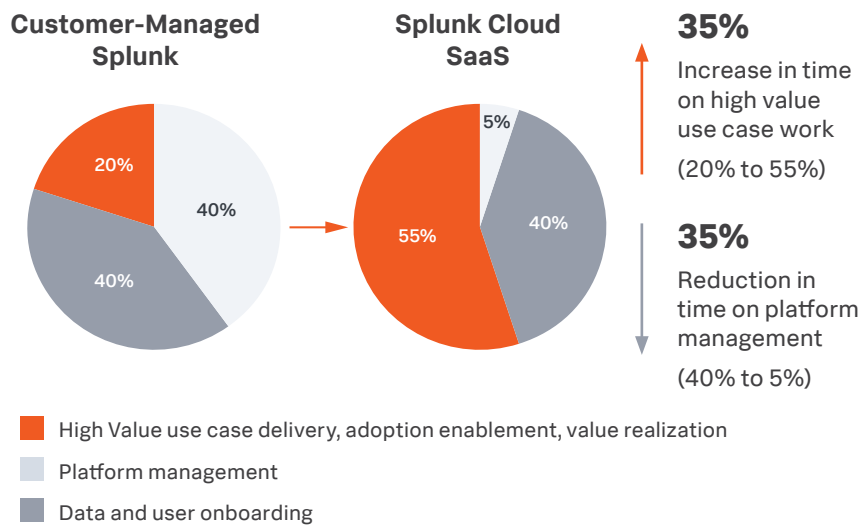 Customer-Managed
Splunk
20%
40%
40%
Splunk Cloud
SaaS
5%
55%
40%
35%
Increase in time
on high value
use case work
(20% to 55%)
35%
Reduction in
time on platform
management
(40% to 5%)
High Value use case delivery, adoption enablement, value realization
Platform management
Data and user onboarding